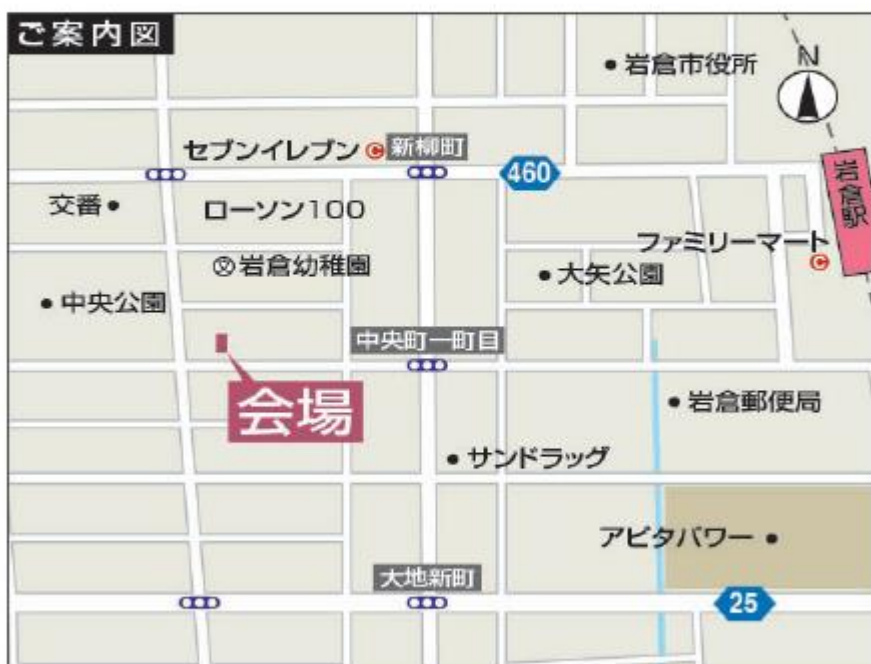 ご案内図
岩倉市役所
N
セブンイレブン
新柳町
460
岩倉駅
交番
ローソン100
ファミリーマート
岩倉幼稚園
大矢公園
中央公園
中央町一町目
会場
岩倉郵便局
サンドラッグ
アピタパワー
大地新町
25